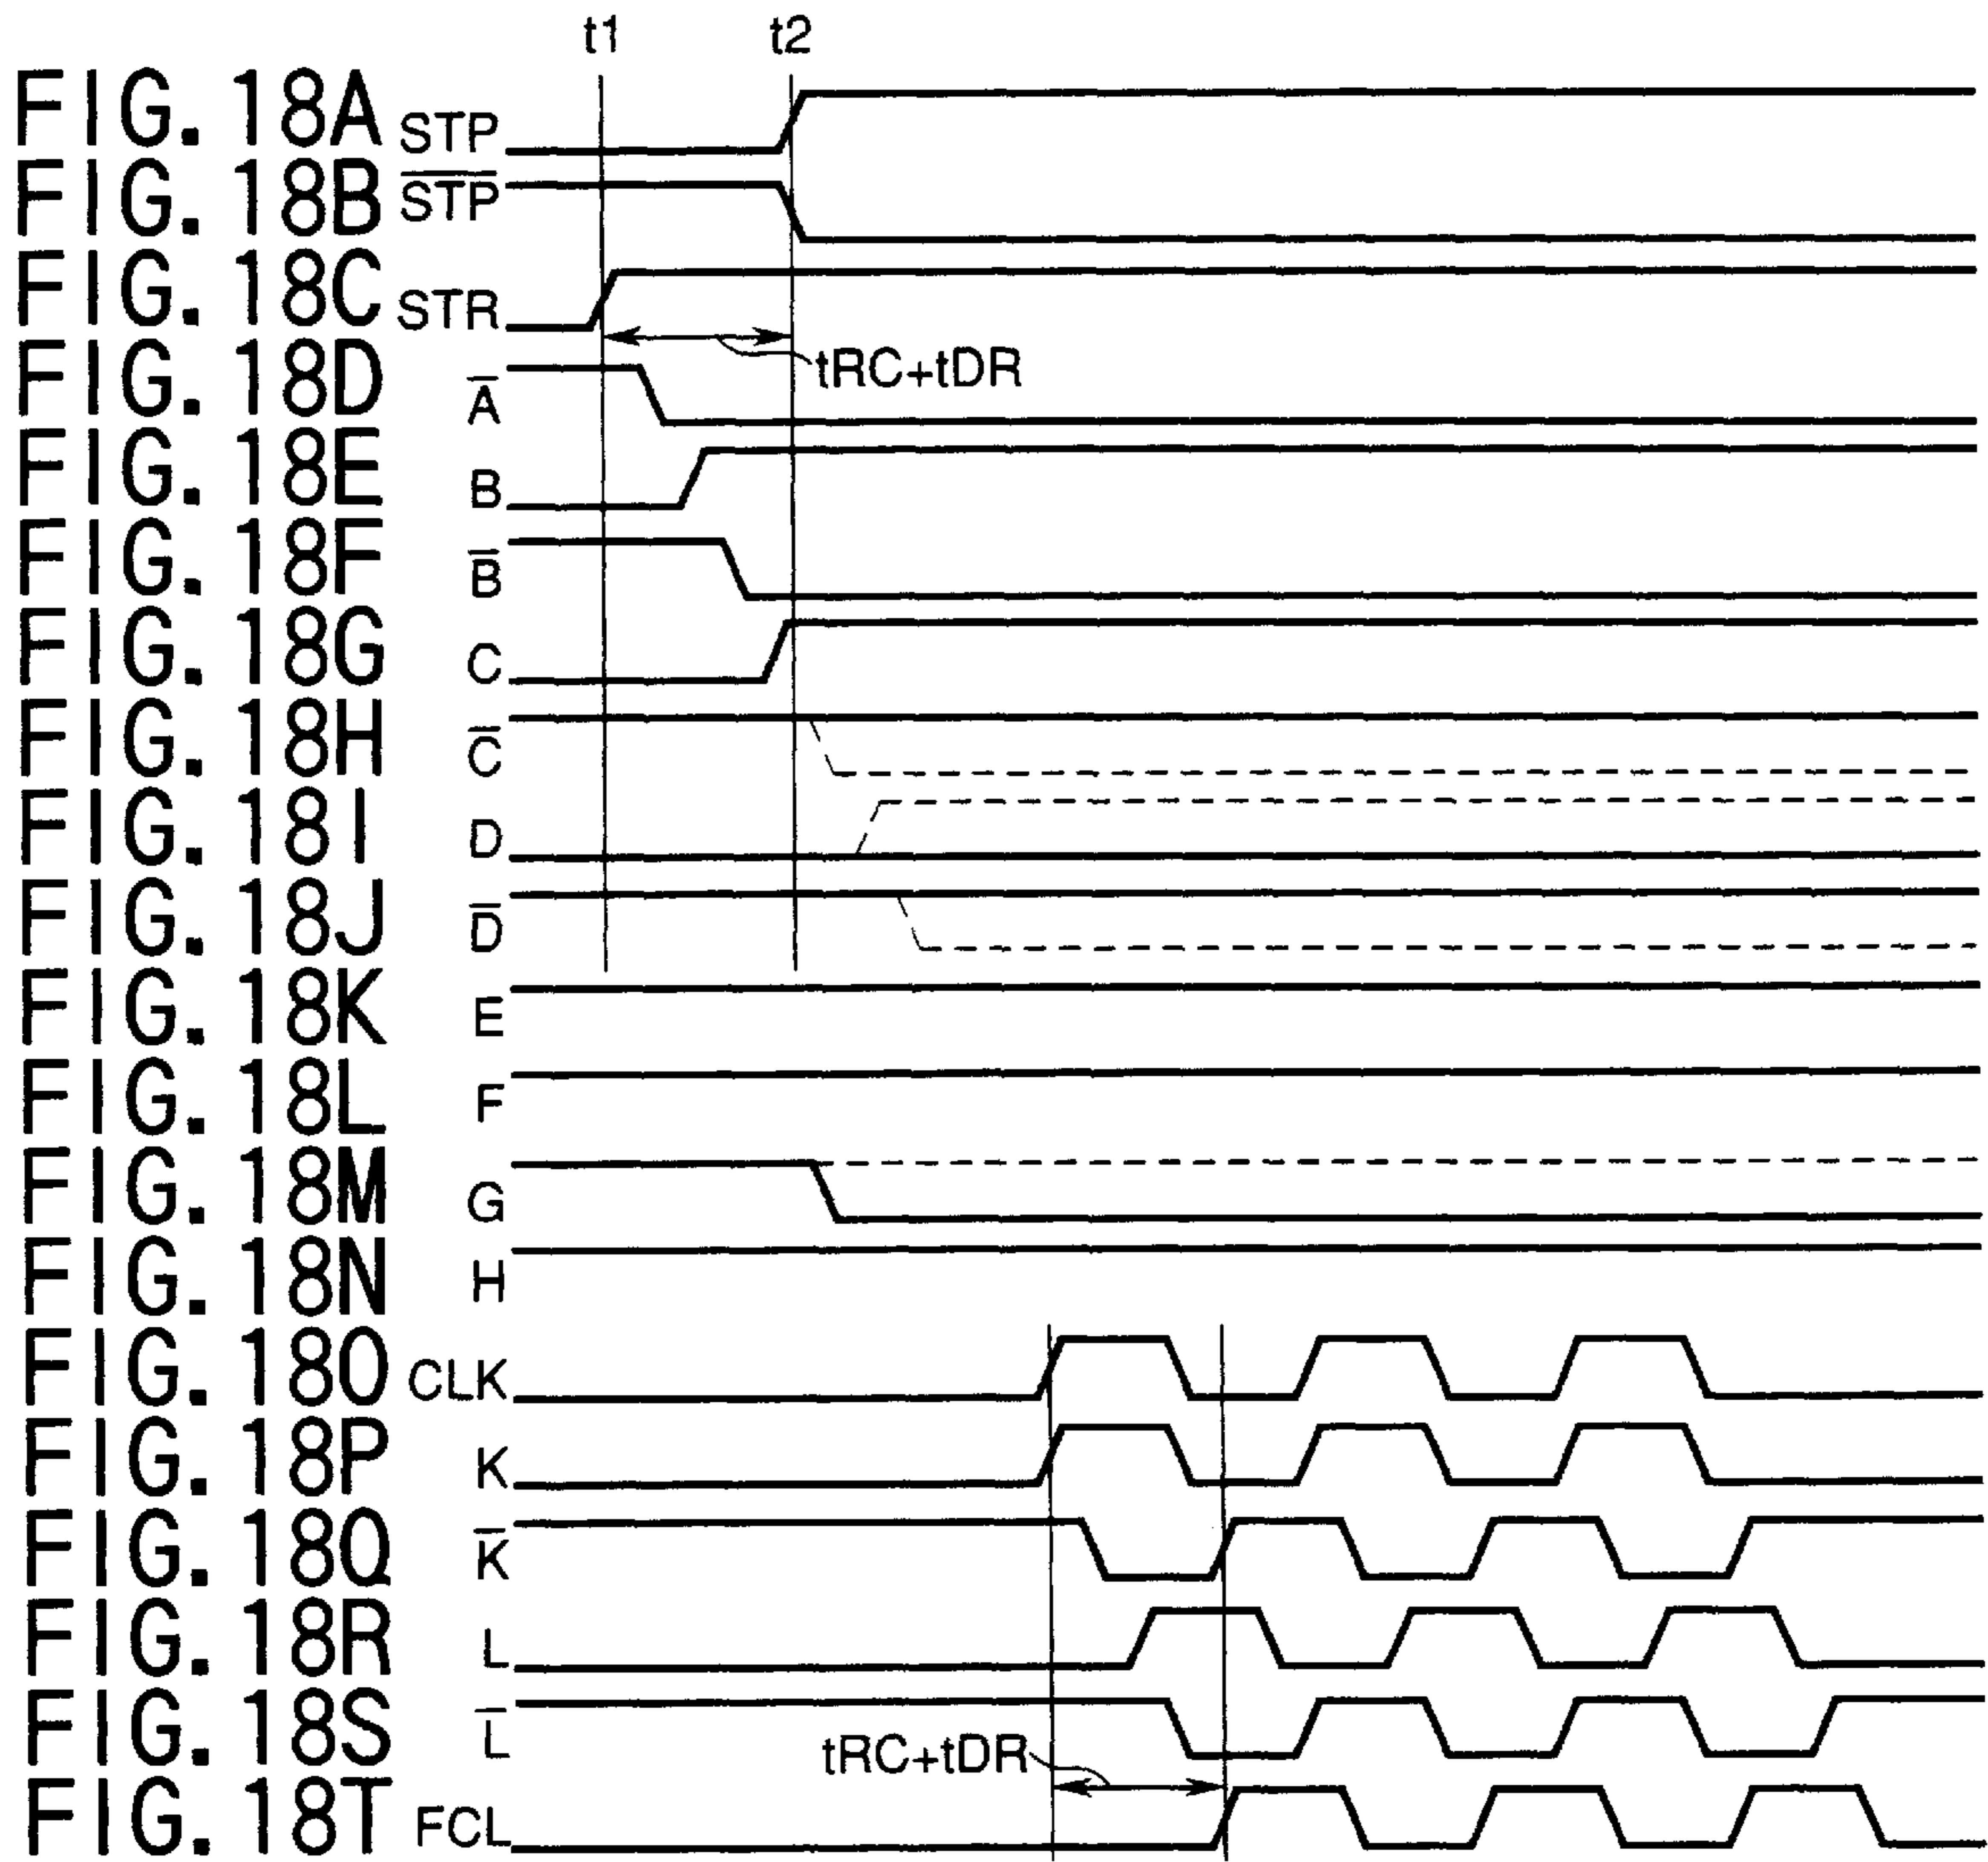 t1 t2
FIG. 18A STP
FIG. 18B S̅T̅P̅
FIG. 18C STR
tRC+tDR
FIG. 18D A̅
FIG. 18E B
FIG. 18F B̅
FIG. 18G C
FIG. 18H C̅
FIG. 18I D
FIG. 18J D̅
FIG. 18K E
FIG. 18L F
FIG. 18M G
FIG. 18N H
FIG. 18O CLK
FIG. 18P K
FIG. 18Q K̅
FIG. 18R L
FIG. 18S L̅
tRC+tDR
FIG. 18T FCL